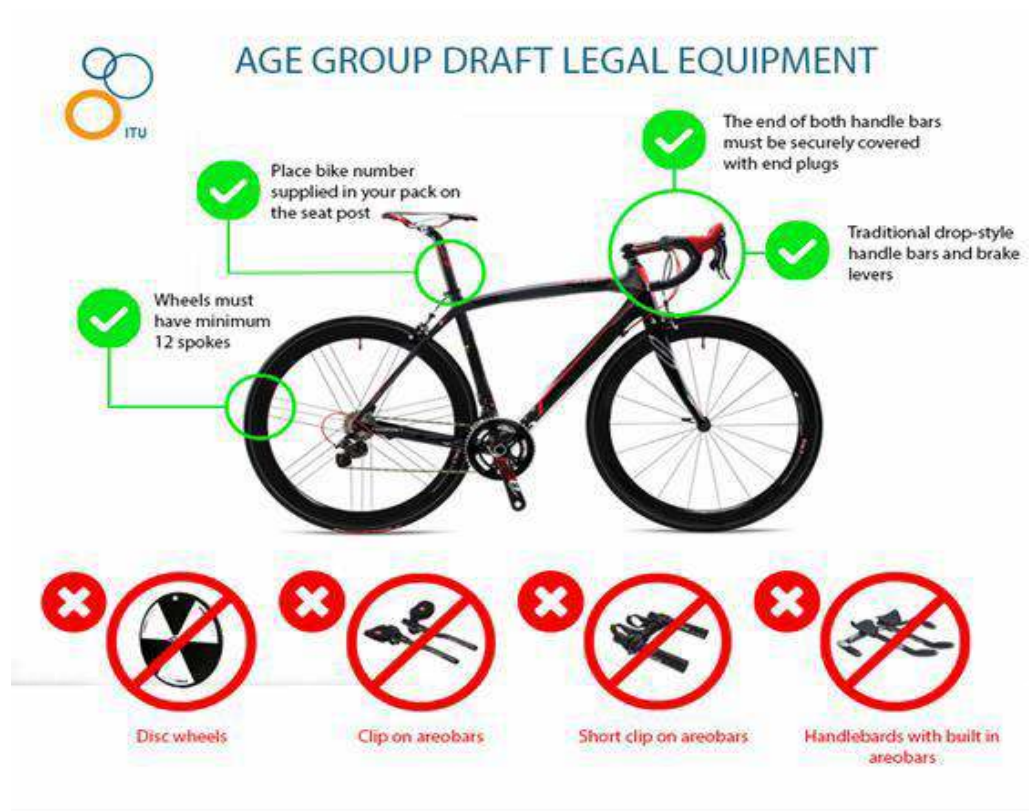 AGE GROUP DRAFT LEGAL EQUIPMENT
ITU
The end of both handle bars
must be securely covered
with end plugs
Place bike number
supplied in your pack on
the seat post
Traditional drop-style
handle bars and brake
levers
Wheels must
have minimum
12 spokes
Disc wheels
Clip on areobars
Short clip on areobars
Handlebards with built in
areobars